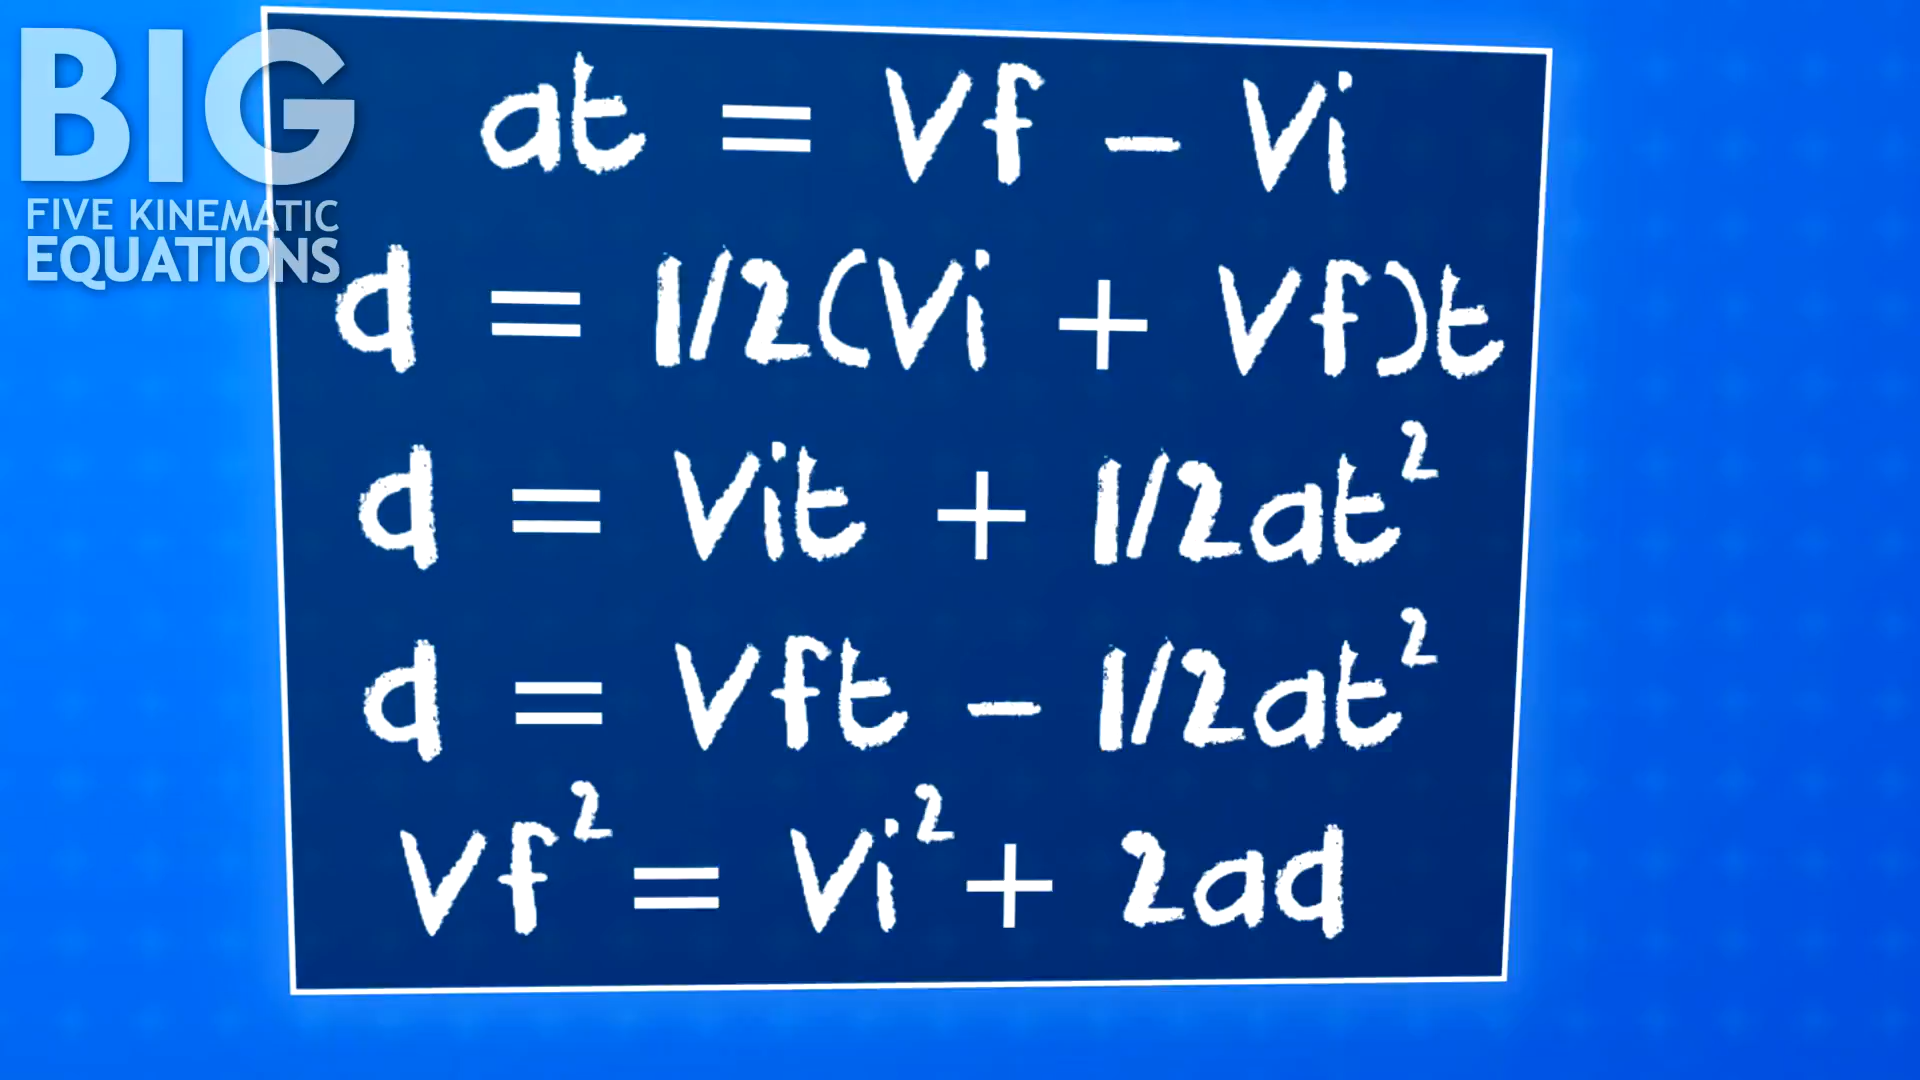 BIG
FIVE KINEMATIC
EQUATIONS
at = Vf - Vi
d = 1/2(Vi + Vf)t
d = Vit + 1/2at²
d = Vft - 1/2at²
Vf² = Vi² + 2ad